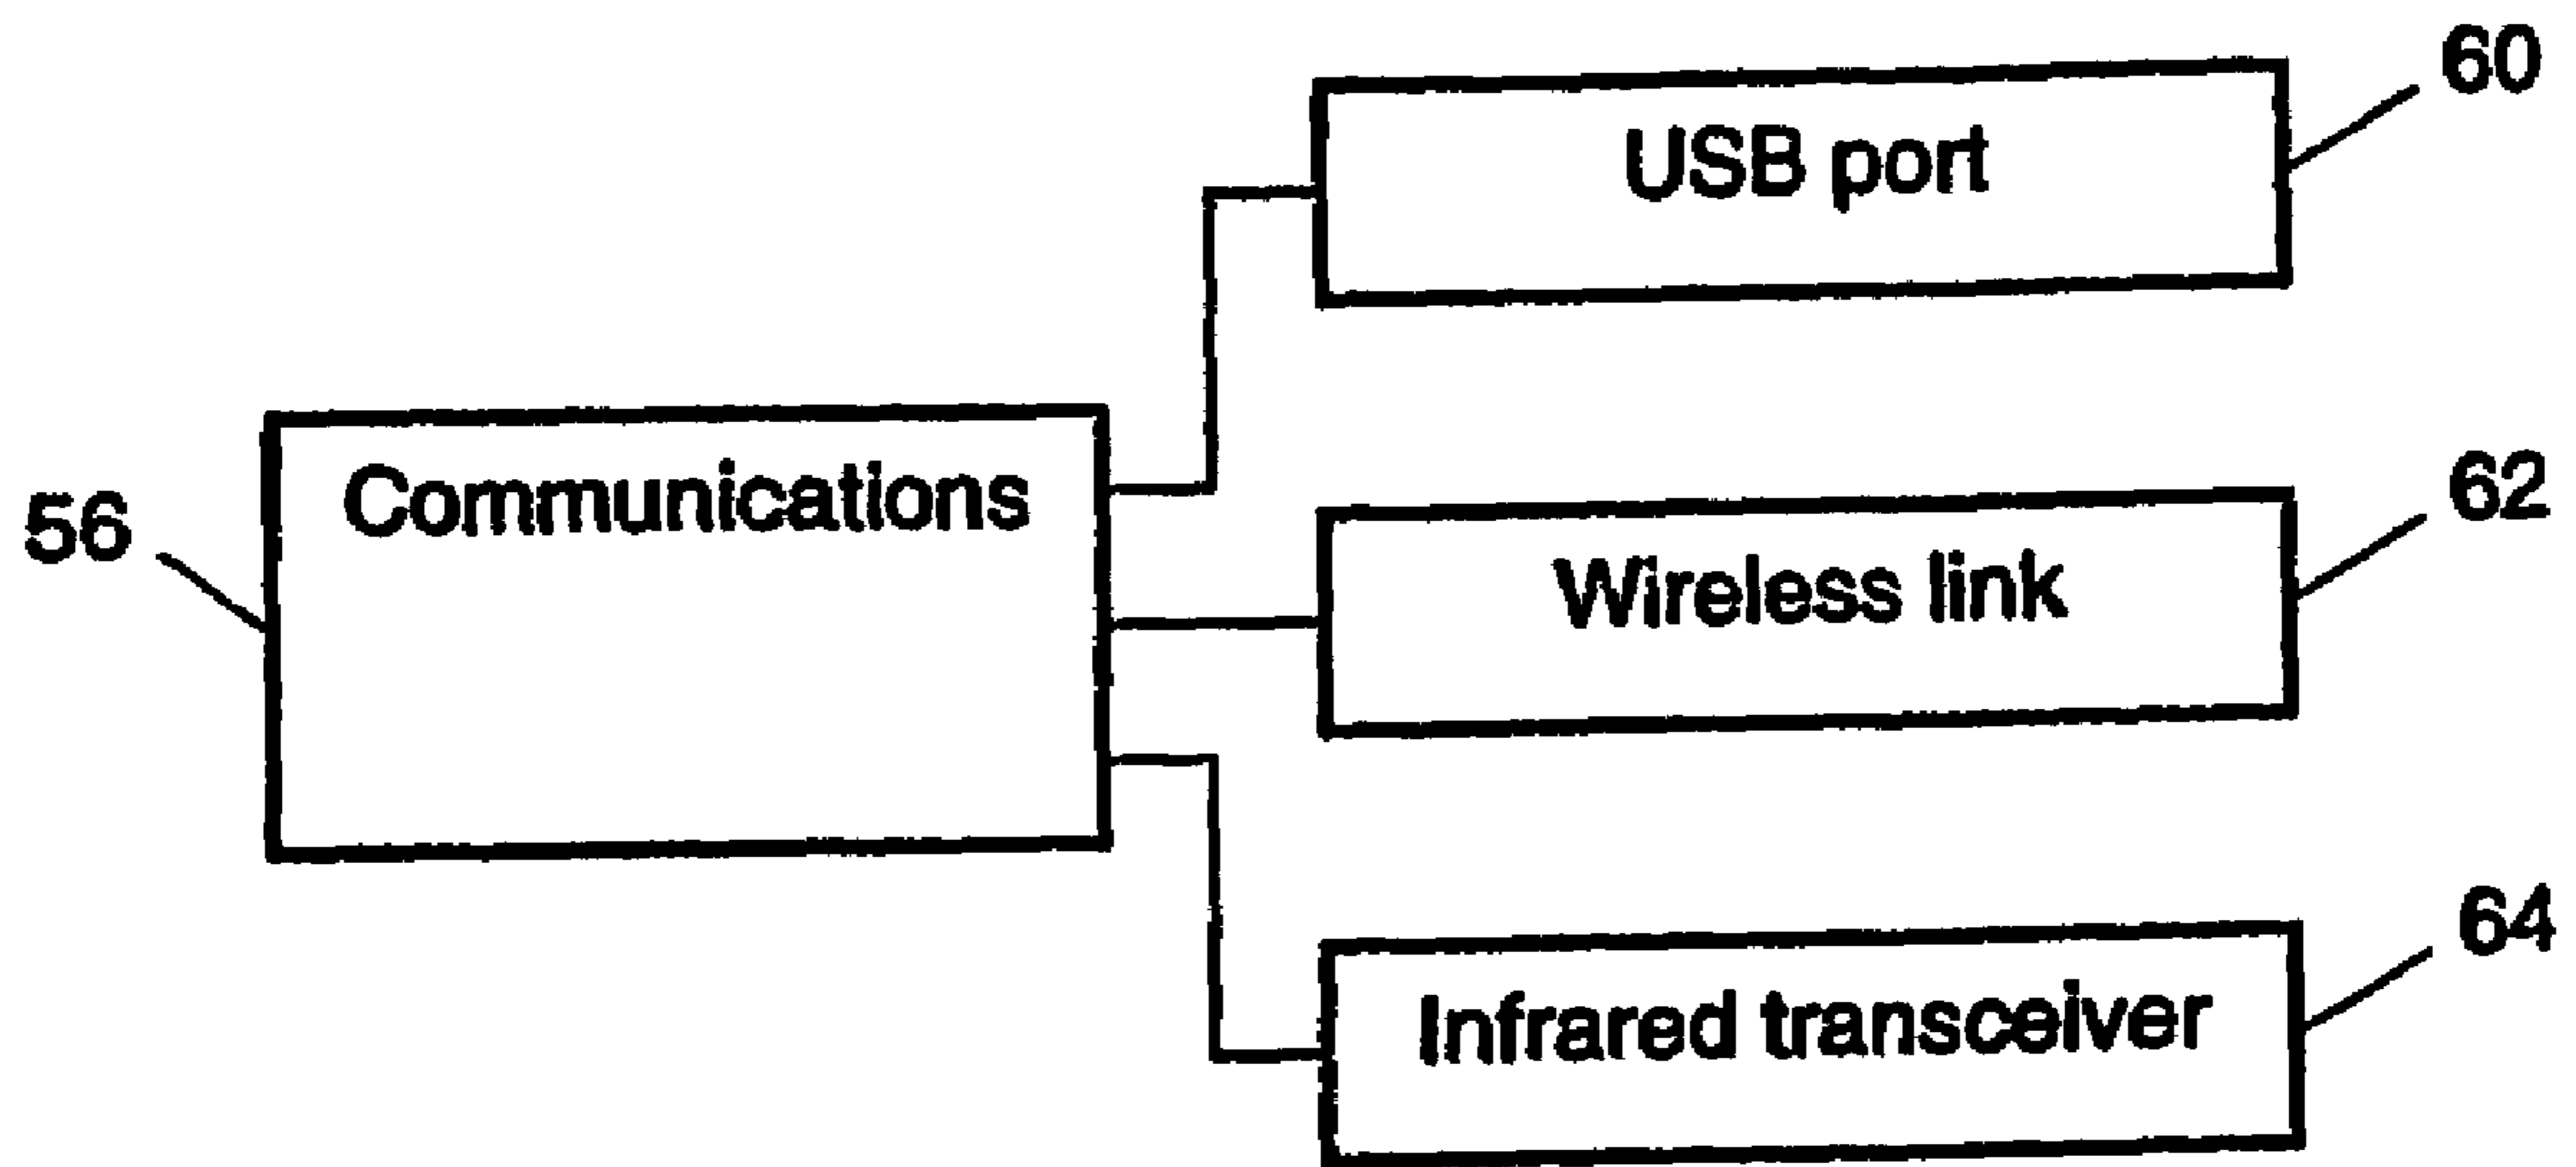 60
USB port
56
Communications
62
Wireless link
64
Infrared transceiver